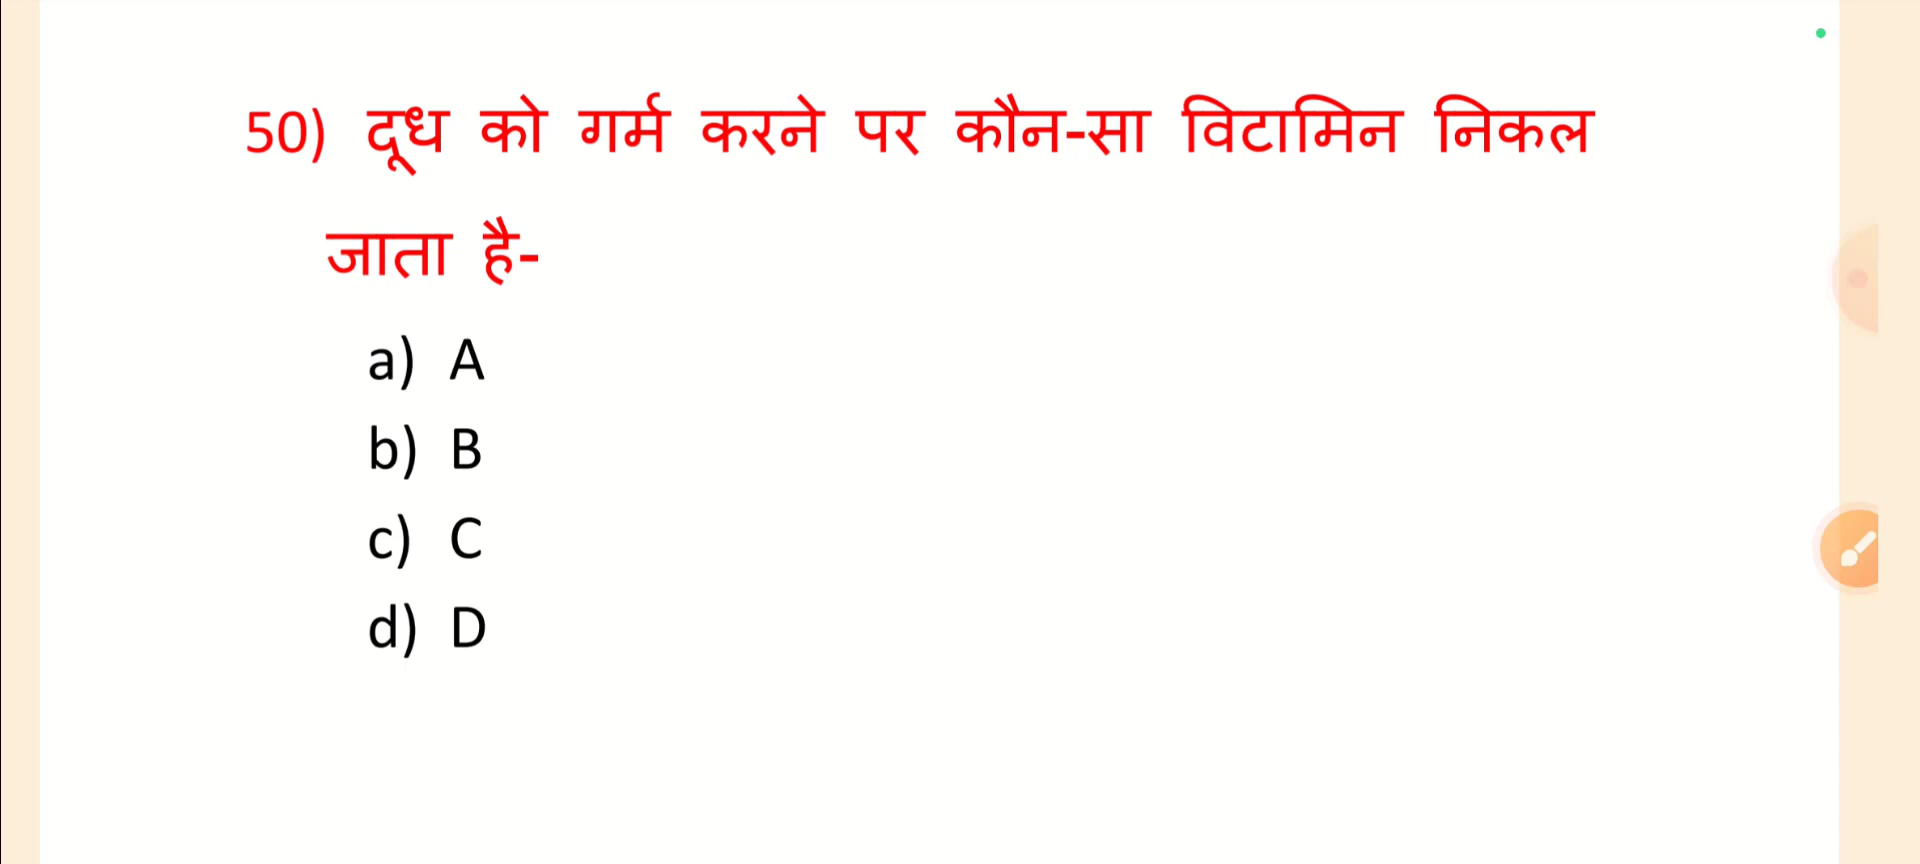 50) दूध को गर्म करने पर कौन-सा विटामिन निकल
जाता है-
a) A
b) B
c) C
d) D